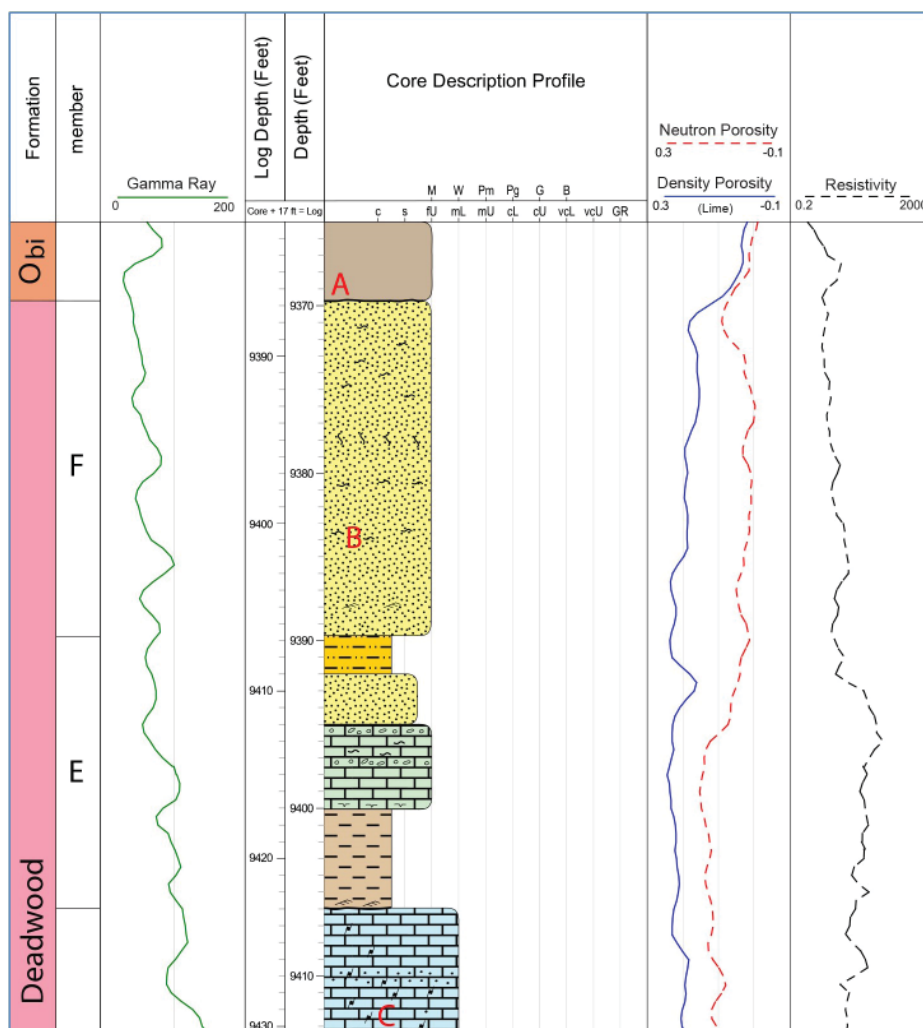 Formation
member
Gamma Ray
0 200
Log Depth (Feet)
Depth (Feet)
Core + 17 ft = Log
Core Description Profile
M W Pm Pg G B
c s fU mL mU cL cU vcL vcU GR
Neutron Porosity
0.3 -0.1
Density Porosity
0.3 -0.1
(Lime)
Resistivity
0.2 2000
Obi
A
9370
9390
F
9380
9400
B
9390
9410
E
9400
9420
Deadwood
9410
C
9430